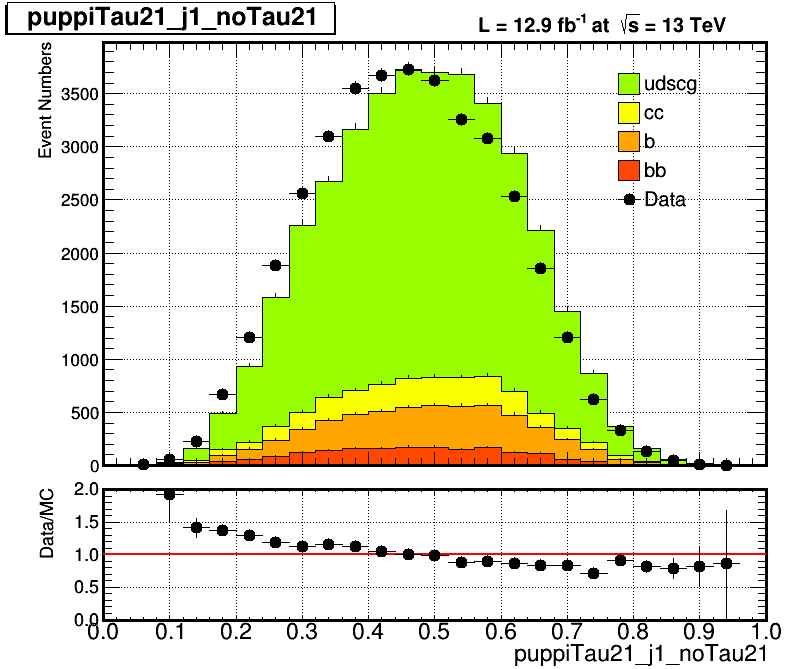 puppiTau21_j1_noTau21
L = 12.9 fb⁻¹ at √s = 13 TeV
Event Numbers
3500
3000
2500
2000
1500
1000
500
0
udscg
cc
b
bb
Data
Data/MC
2.0
1.5
1.0
0.5
0.0
0.0 0.1 0.2 0.3 0.4 0.5 0.6 0.7 0.8 0.9 1.0
puppiTau21_j1_noTau21